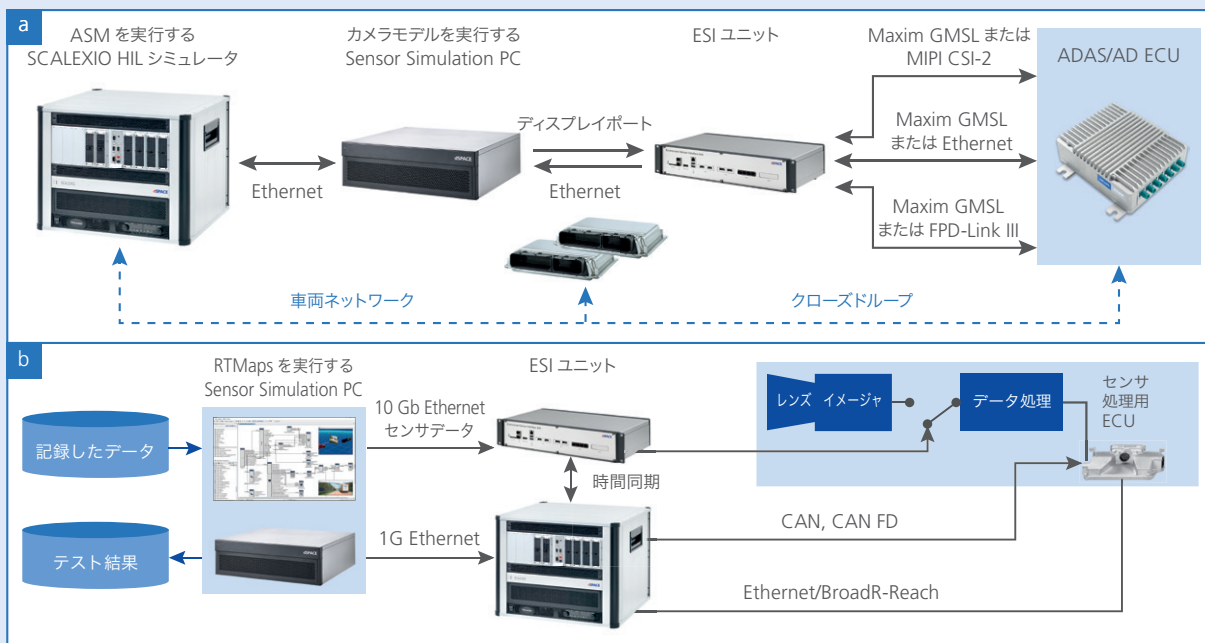 a
ASM を実行する
SCALEXIO HIL シミュレータ
カメラモデルを実行する
Sensor Simulation PC
ESI ユニット
Maxim GMSL または
MIPI CSI-2
ADAS/AD ECU
ディスプレイポート
Ethernet
Ethernet
Maxim GMSL
または Ethernet
Maxim GMSL
または FPD-Link III
dSPACE
車両ネットワーク
クローズドループ
b
RTMaps を実行する
Sensor Simulation PC
ESI ユニット
記録したデータ
10 Gb Ethernet
センサデータ
レンズ
イメージャ
データ処理
センサ
処理用
ECU
時間同期
テスト結果
1G Ethernet
CAN, CAN FD
Ethernet/BroadR-Reach